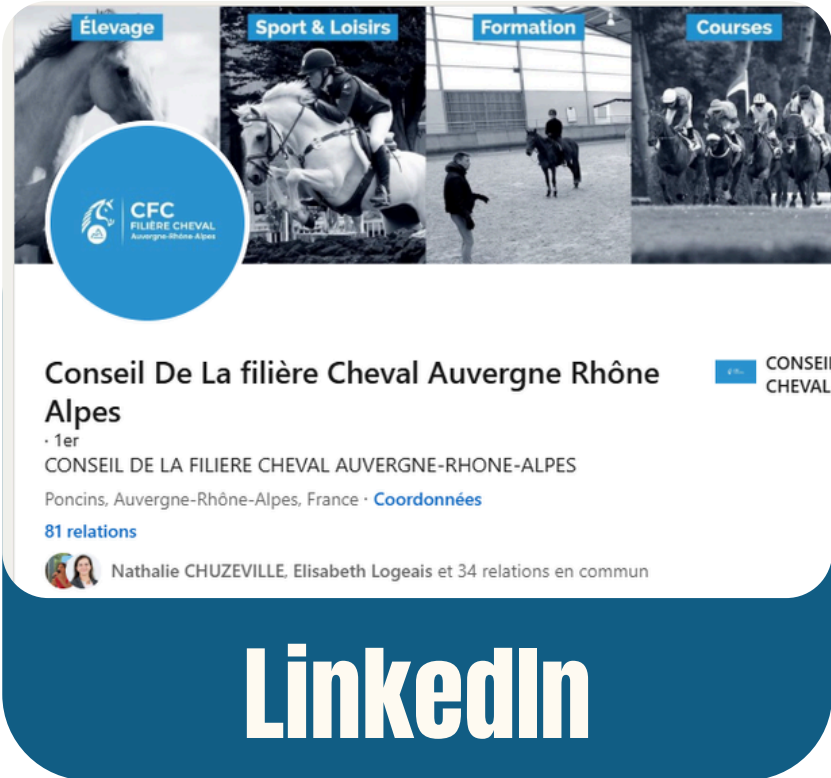 Élevage
Sport & Loisirs
Formation
Courses
CFC
FILIÈRE CHEVAL
Auvergne-Rhône-Alpes
Conseil De La filière Cheval Auvergne Rhône
Alpes
· 1er
CONSEIL DE LA FILIERE CHEVAL AUVERGNE-RHONE-ALPES
Poncins, Auvergne-Rhône-Alpes, France · Coordonnées
81 relations
Nathalie CHUZEVILLE, Elisabeth Logeais et 34 relations en commun
CONSEIL
CHEVAL
LinkedIn